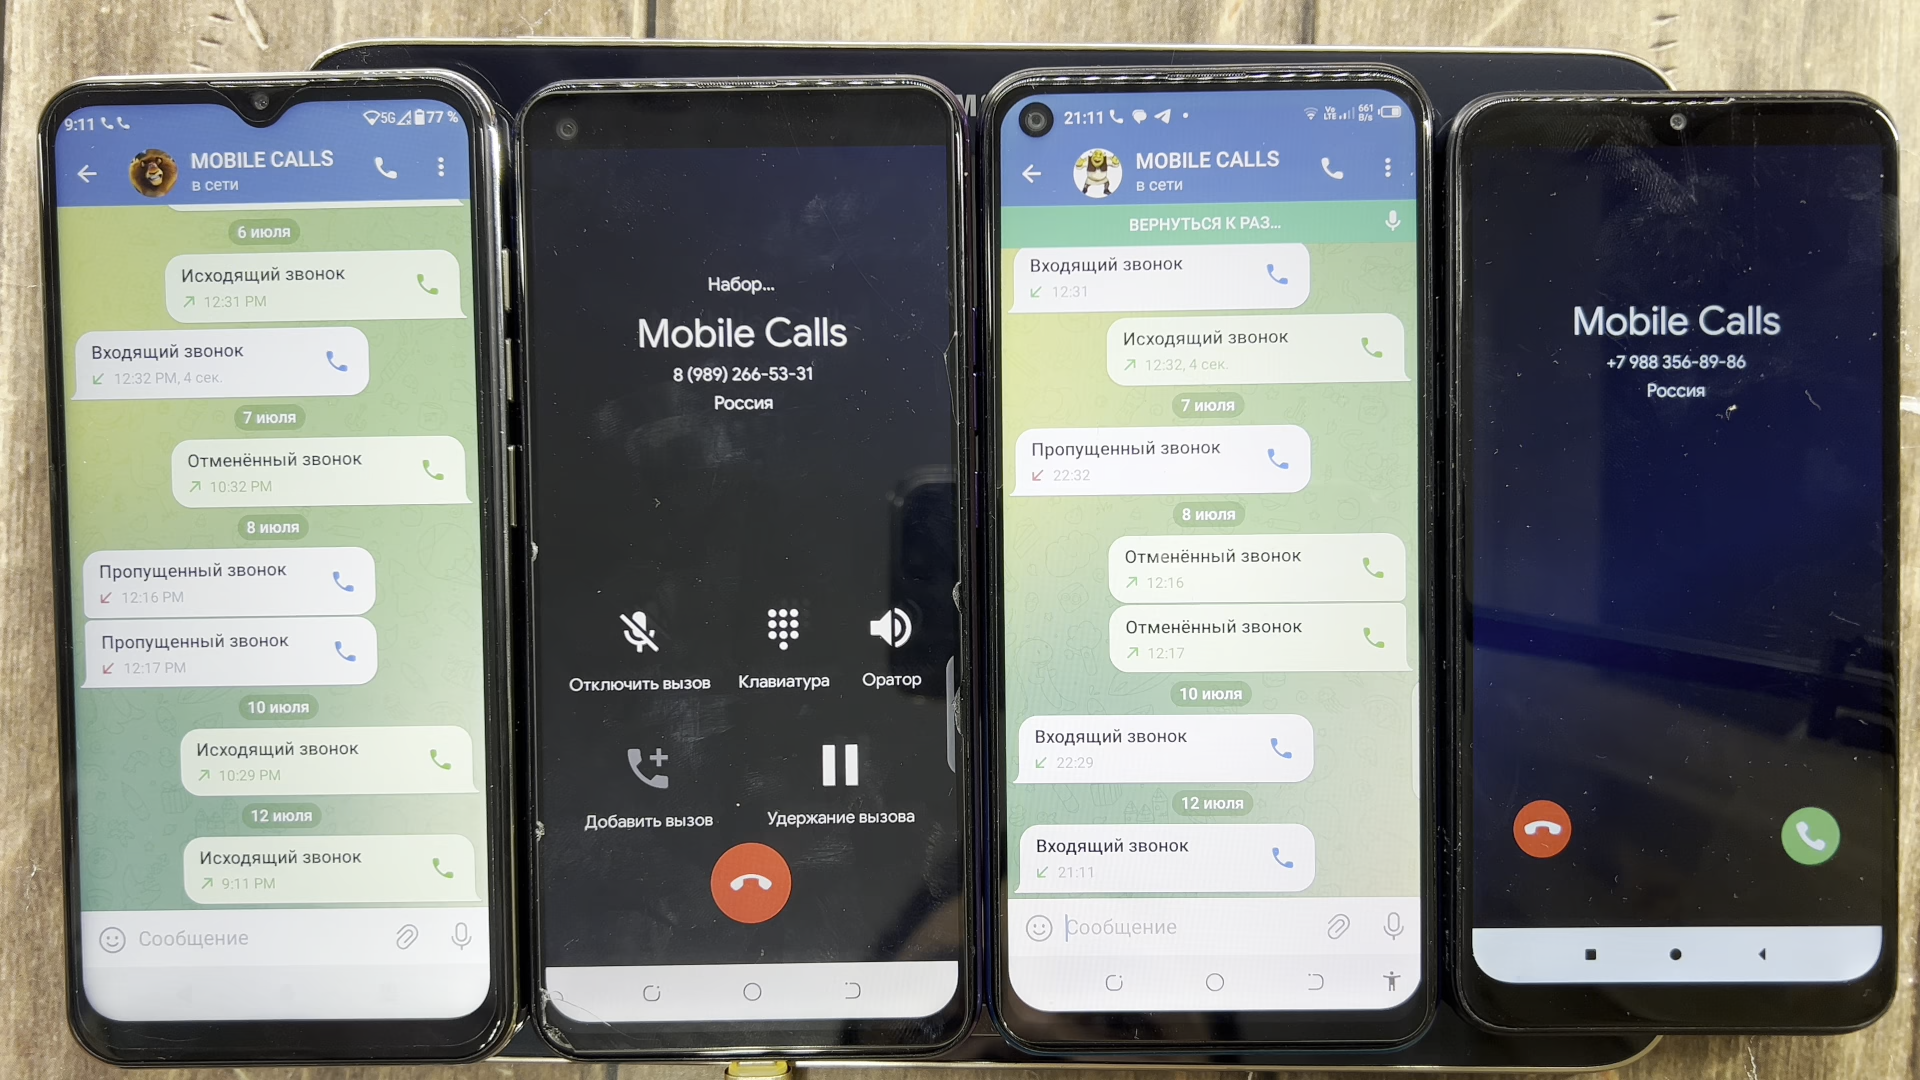 9:11
5G
77 %
MOBILE CALLS
в сети
6 июля
Исходящий звонок
12:31 PM
Входящий звонок
12:32 PM, 4 сек.
7 июля
Отменённый звонок
10:32 PM
8 июля
Пропущенный звонок
12:16 PM
Пропущенный звонок
12:17 PM
10 июля
Исходящий звонок
10:29 PM
12 июля
Исходящий звонок
9:11 PM
Сообщение
Набор...
Mobile Calls
8 (989) 266-53-31
Россия
Отключить вызов
Клавиатура
Оратор
Добавить вызов
Удержание вызова
21:11
Vo
LTE
661
B/s
MOBILE CALLS
в сети
ВЕРНУТЬСЯ К РАЗ...
Входящий звонок
12:31
Исходящий звонок
12:32, 4 сек.
7 июля
Пропущенный звонок
22:32
8 июля
Отменённый звонок
12:16
Отменённый звонок
12:17
10 июля
Входящий звонок
22:29
12 июля
Входящий звонок
21:11
Сообщение
Mobile Calls
+7 988 356-89-86
Россия